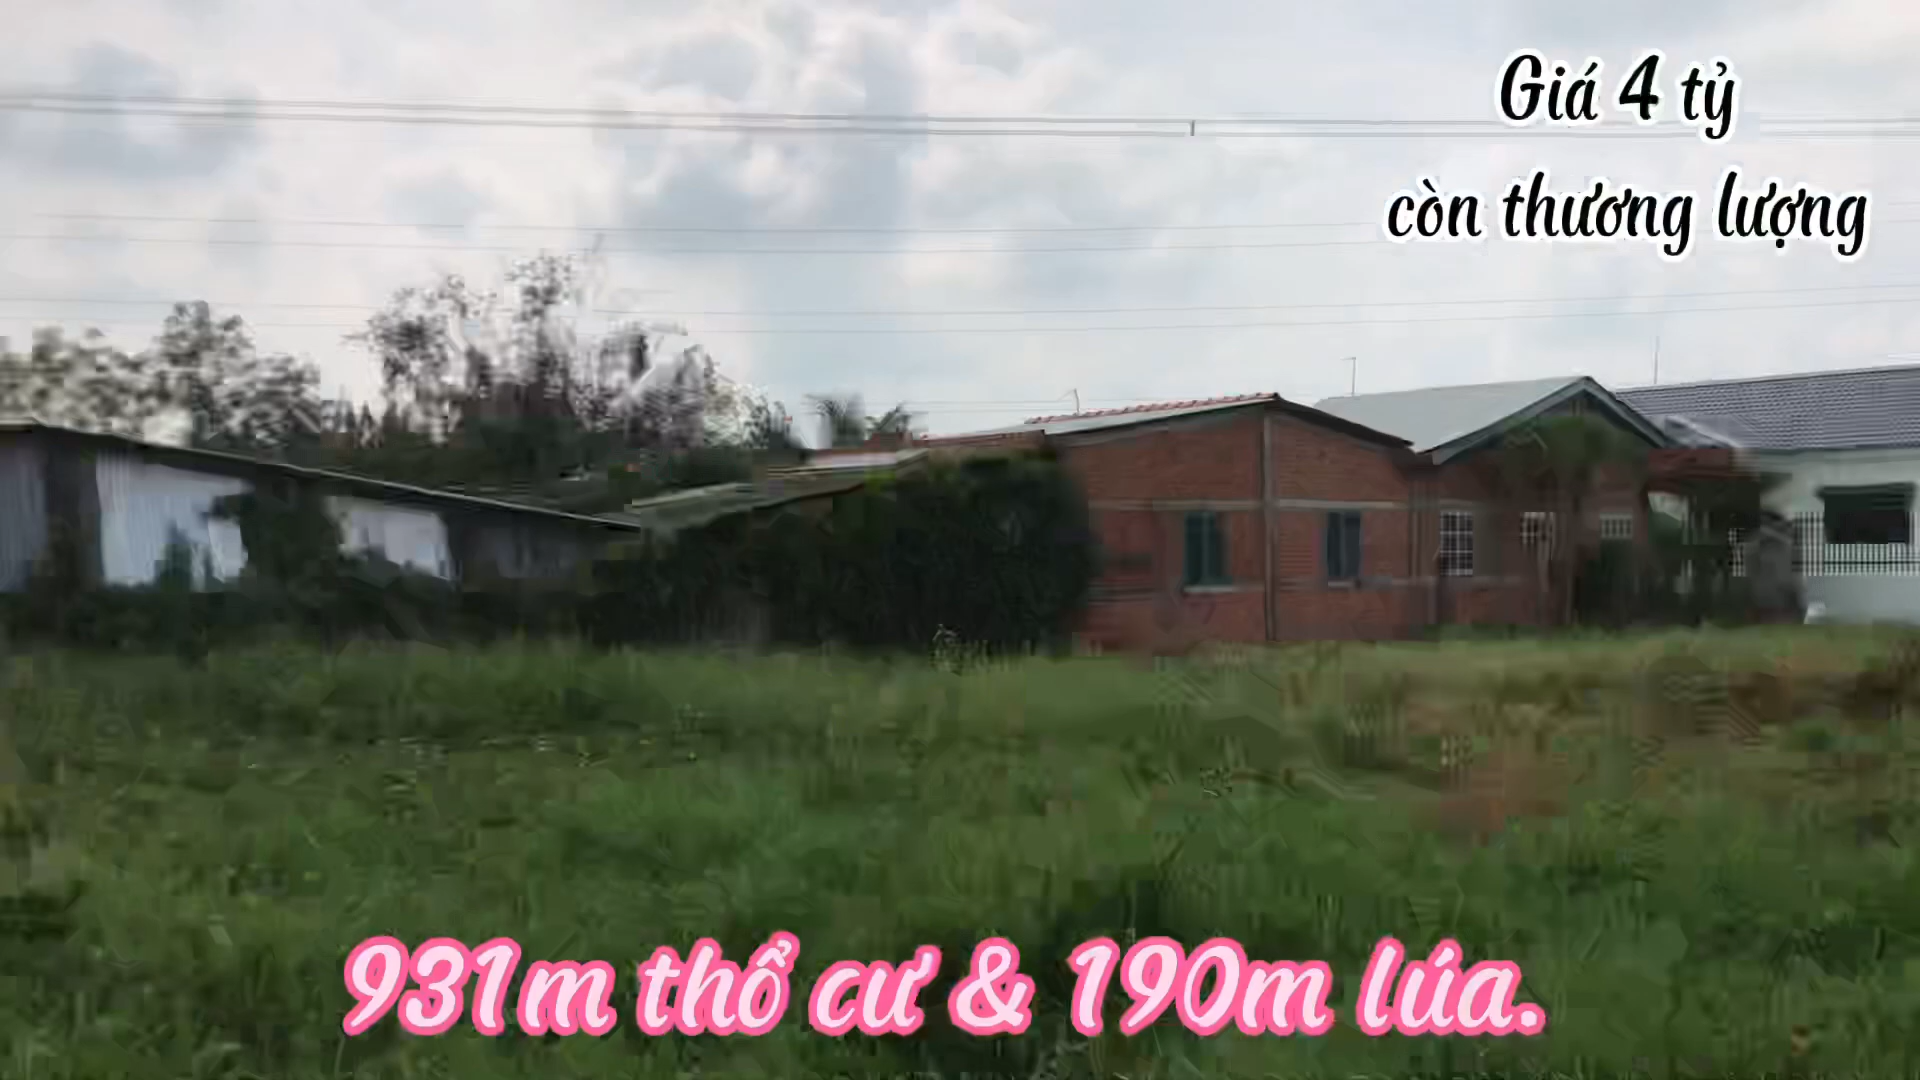 Giá 4 tỷ
còn thương lượng
931m thổ cư & 190m lúa.